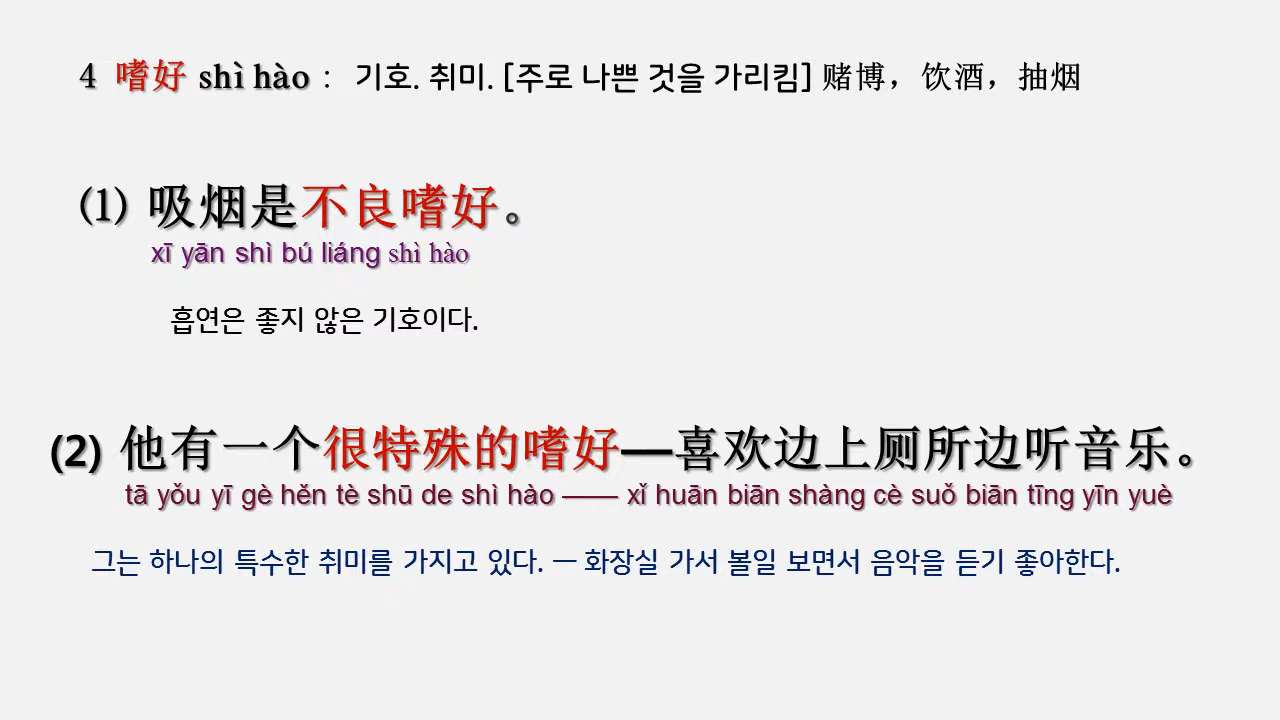 4 嗜好 shì hào : 기호. 취미. [주로 나쁜 것을 가리킴] 赌博，饮酒，抽烟
(1) 吸烟是不良嗜好。
xī yān shì bú liáng shì hào
흡연은 좋지 않은 기호이다.
(2) 他有一个很特殊的嗜好—喜欢边上厕所边听音乐。
tā yǒu yī gè hěn tè shū de shì hào —— xǐ huān biān shàng cè suǒ biān tīng yīn yuè
그는 하나의 특수한 취미를 가지고 있다. ㅡ 화장실 가서 볼일 보면서 음악을 듣기 좋아한다.